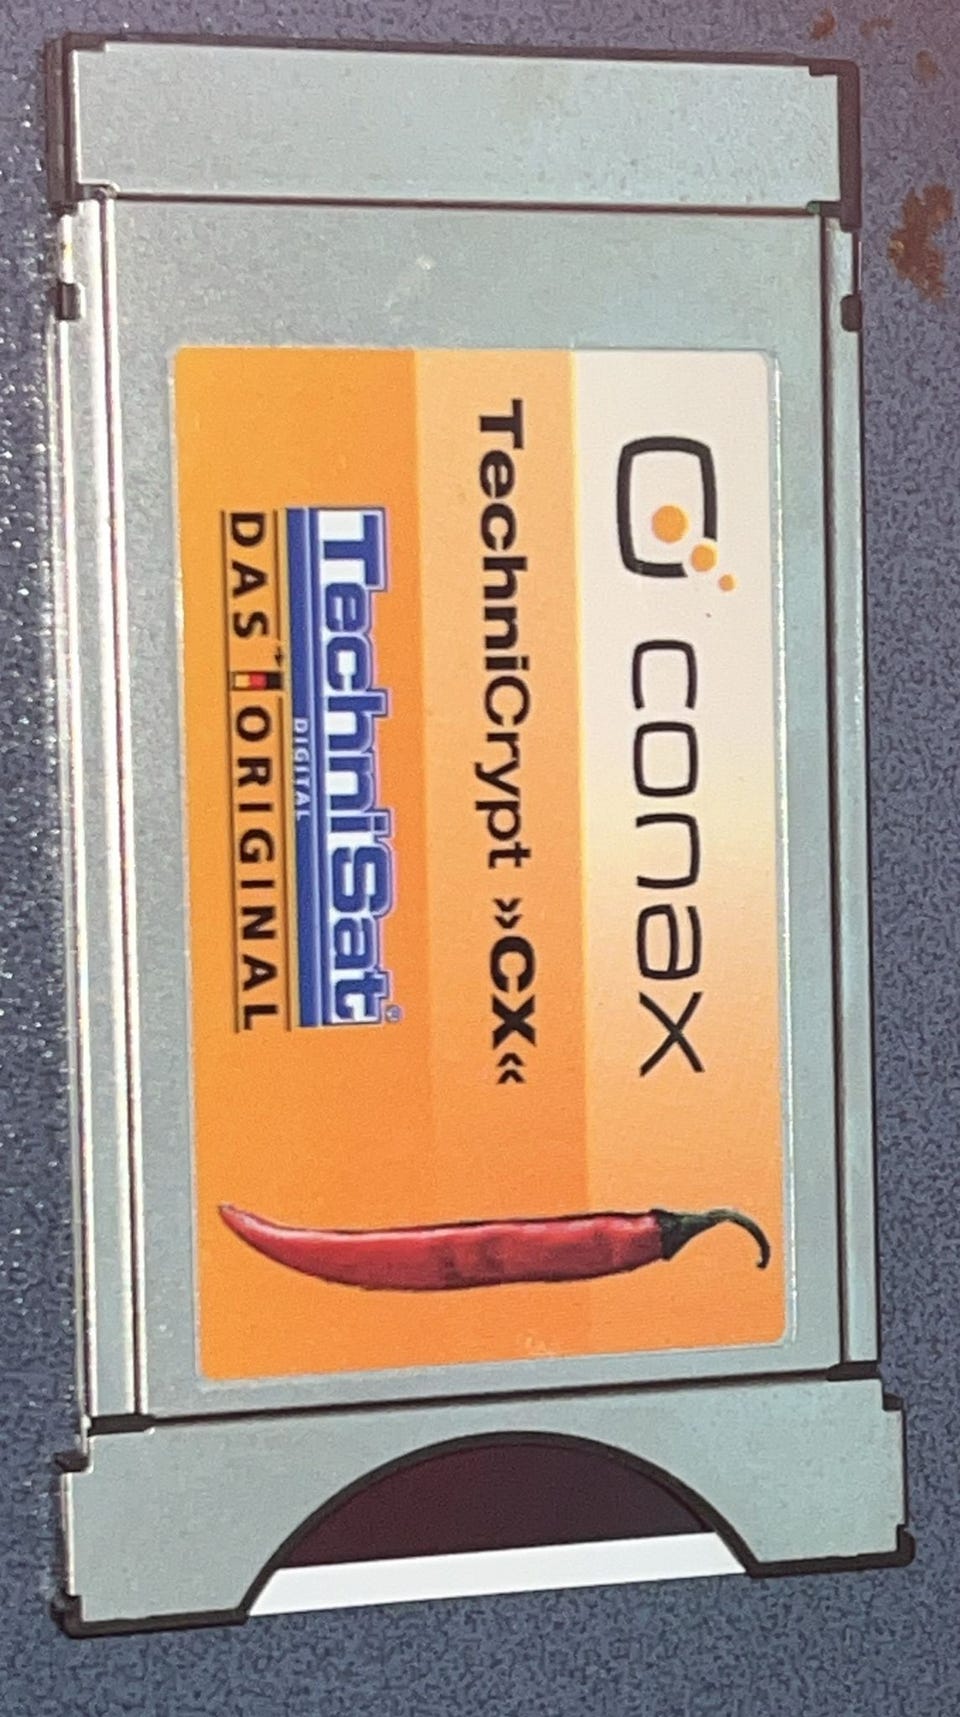 conax
TechniCrypt »CX«
TechniSat®
DIGITAL
DAS ORIGINAL